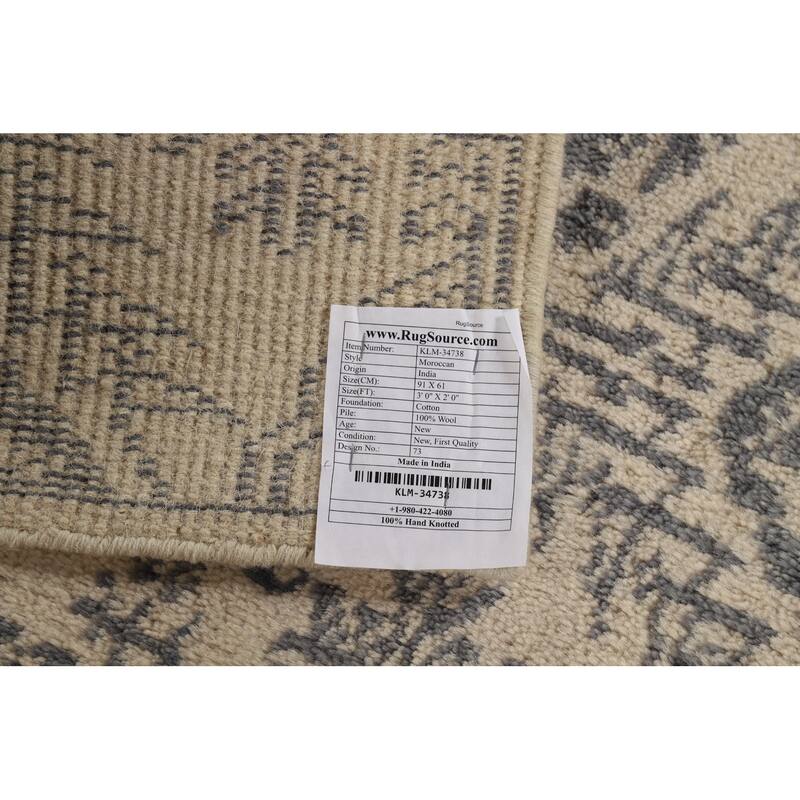 RugSource
www.RugSource.com
Item Number: KLM-34738
Style Moroccan
Origin India
Size(CM): 91 X 61
Size(FT): 3' 0" X 2' 0"
Foundation: Cotton
Pile: 100% Wool
Age: New
Condition: New, First Quality
Design No.: 73
Made in India
KLM-34738
+1-980-422-4080
100% Hand Knotted